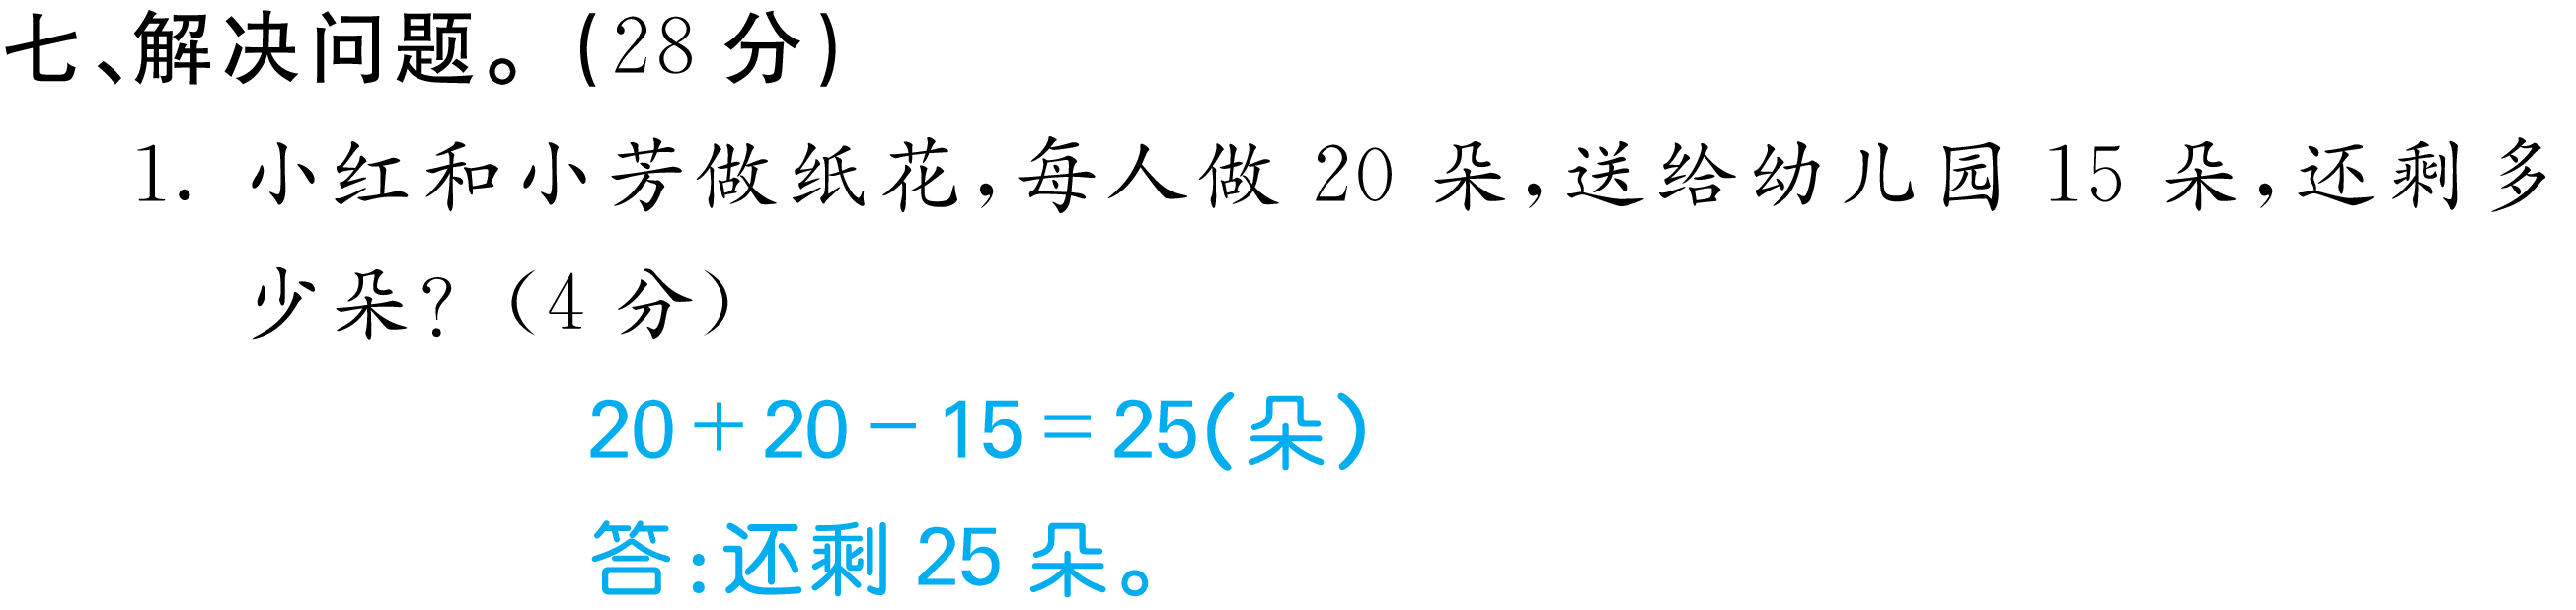 七、解决问题。(28 分)
1. 小红和小芳做纸花,每人做 20 朵,送给幼儿园 15 朵,还剩多
少朵?(4 分)
20+20-15=25(朵)
答:还剩 25 朵。